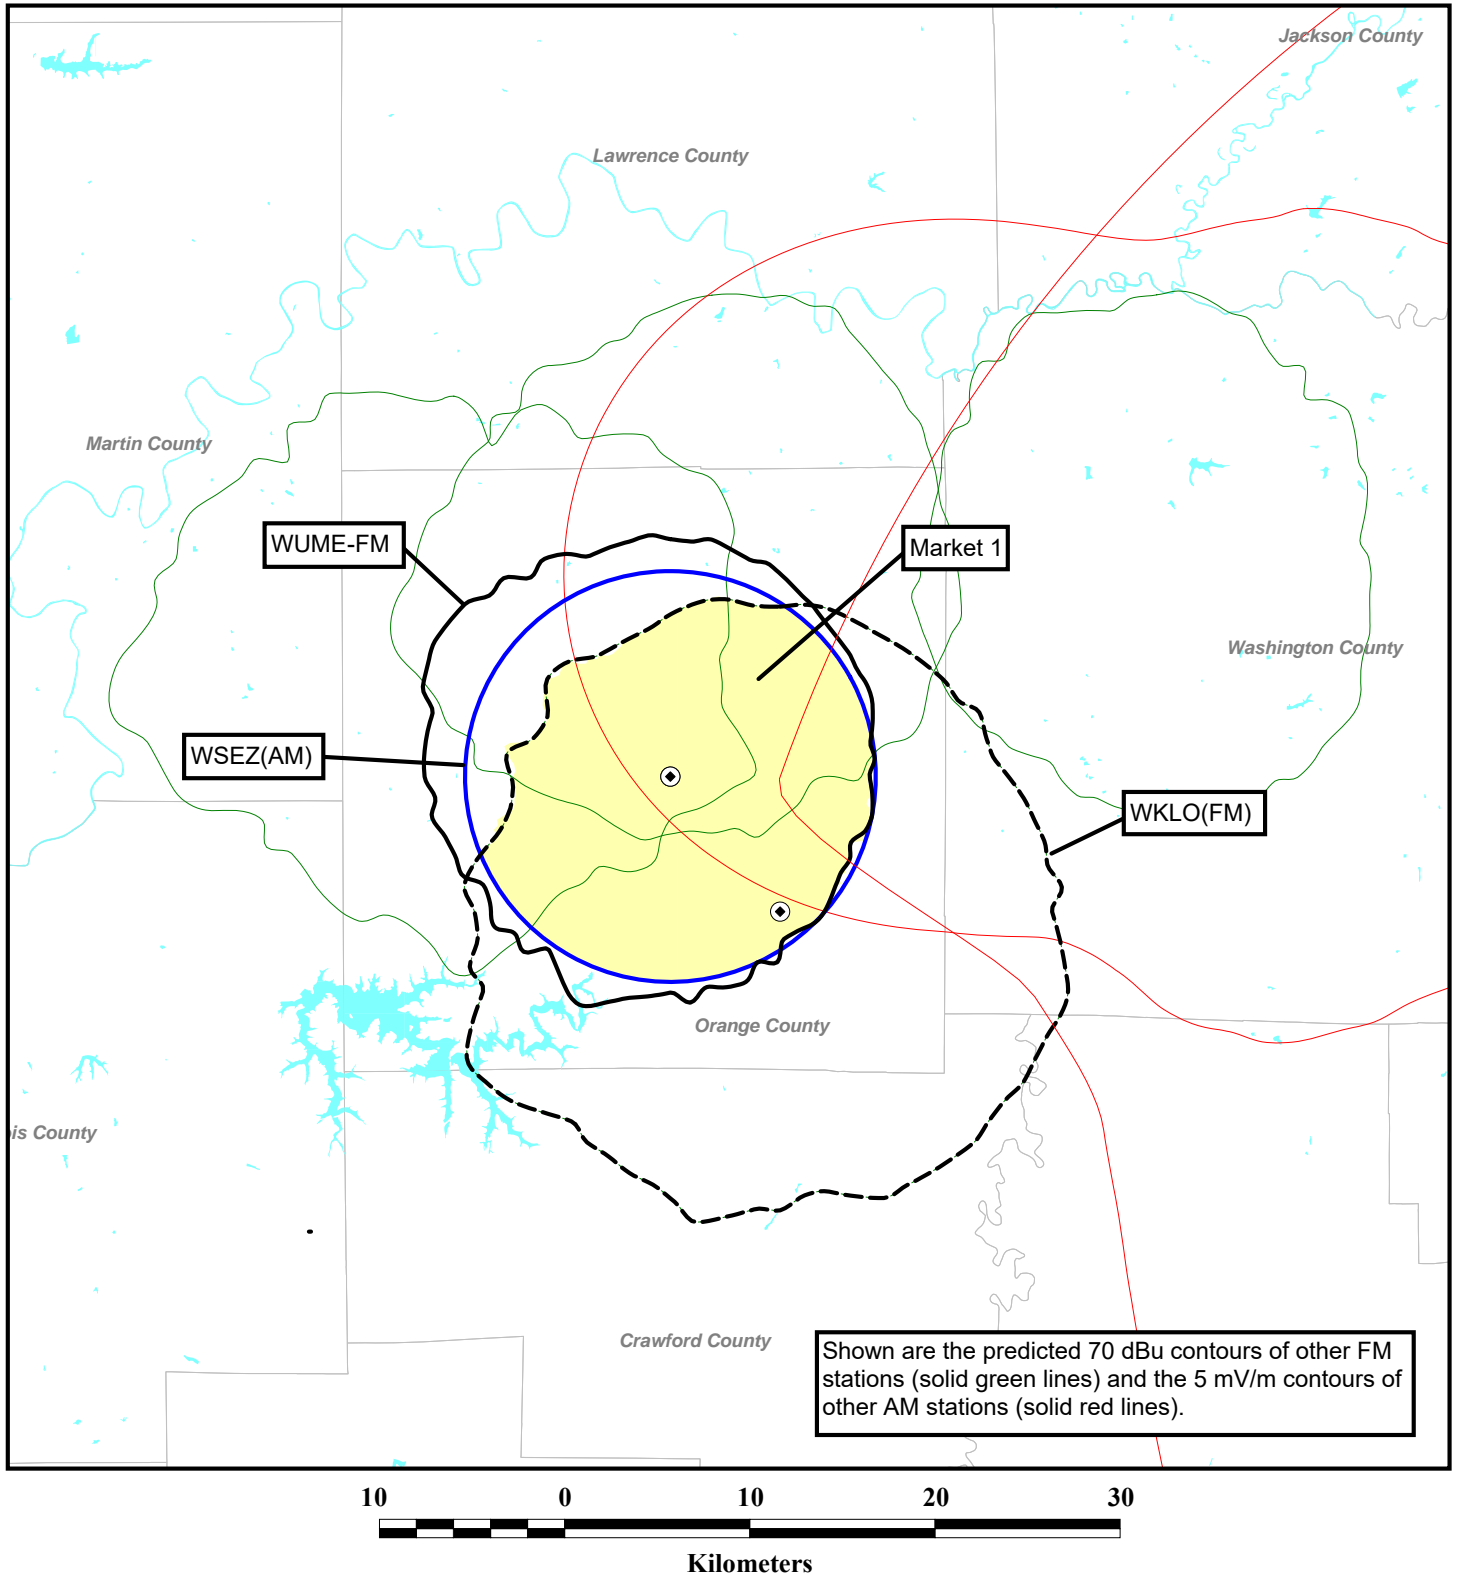 Jackson County
Lawrence County
Martin County
WUME-FM
Market 1
Washington County
WSEZ(AM)
WKLO(FM)
Orange County
is County
Crawford County
Shown are the predicted 70 dBu contours of other FM
stations (solid green lines) and the 5 mV/m contours of
other AM stations (solid red lines).
10 0 10 20 30
Kilometers